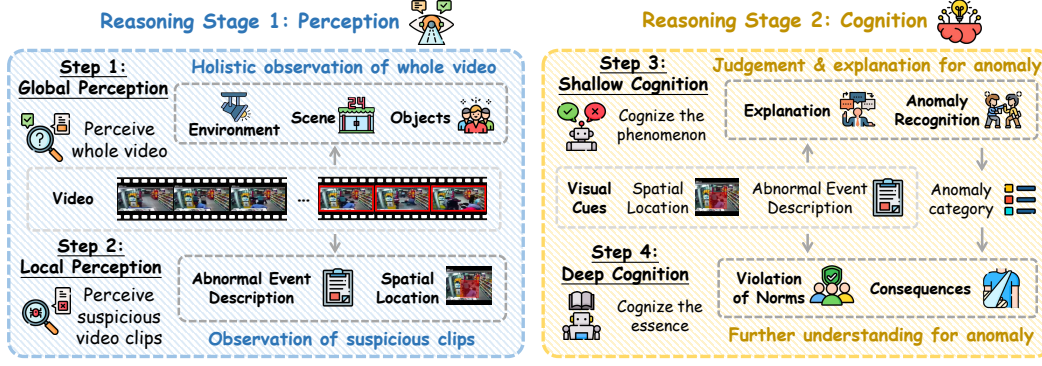 Reasoning Stage 1: Perception
Step 1:
Global Perception
Perceive
whole video
Holistic observation of whole video
Environment
Scene
24
Objects
Video
...
Step 2:
Local Perception
Perceive
suspicious
video clips
Abnormal Event
Description
Spatial
Location
Observation of suspicious clips
Reasoning Stage 2: Cognition
Step 3:
Shallow Cognition
Cognize the
phenomenon
Judgement & explanation for anomaly
Explanation
Anomaly
Recognition
Visual
Cues
Spatial
Location
Abnormal Event
Description
Anomaly
category
Step 4:
Deep Cognition
Cognize the
essence
Violation
of Norms
Consequences
Further understanding for anomaly